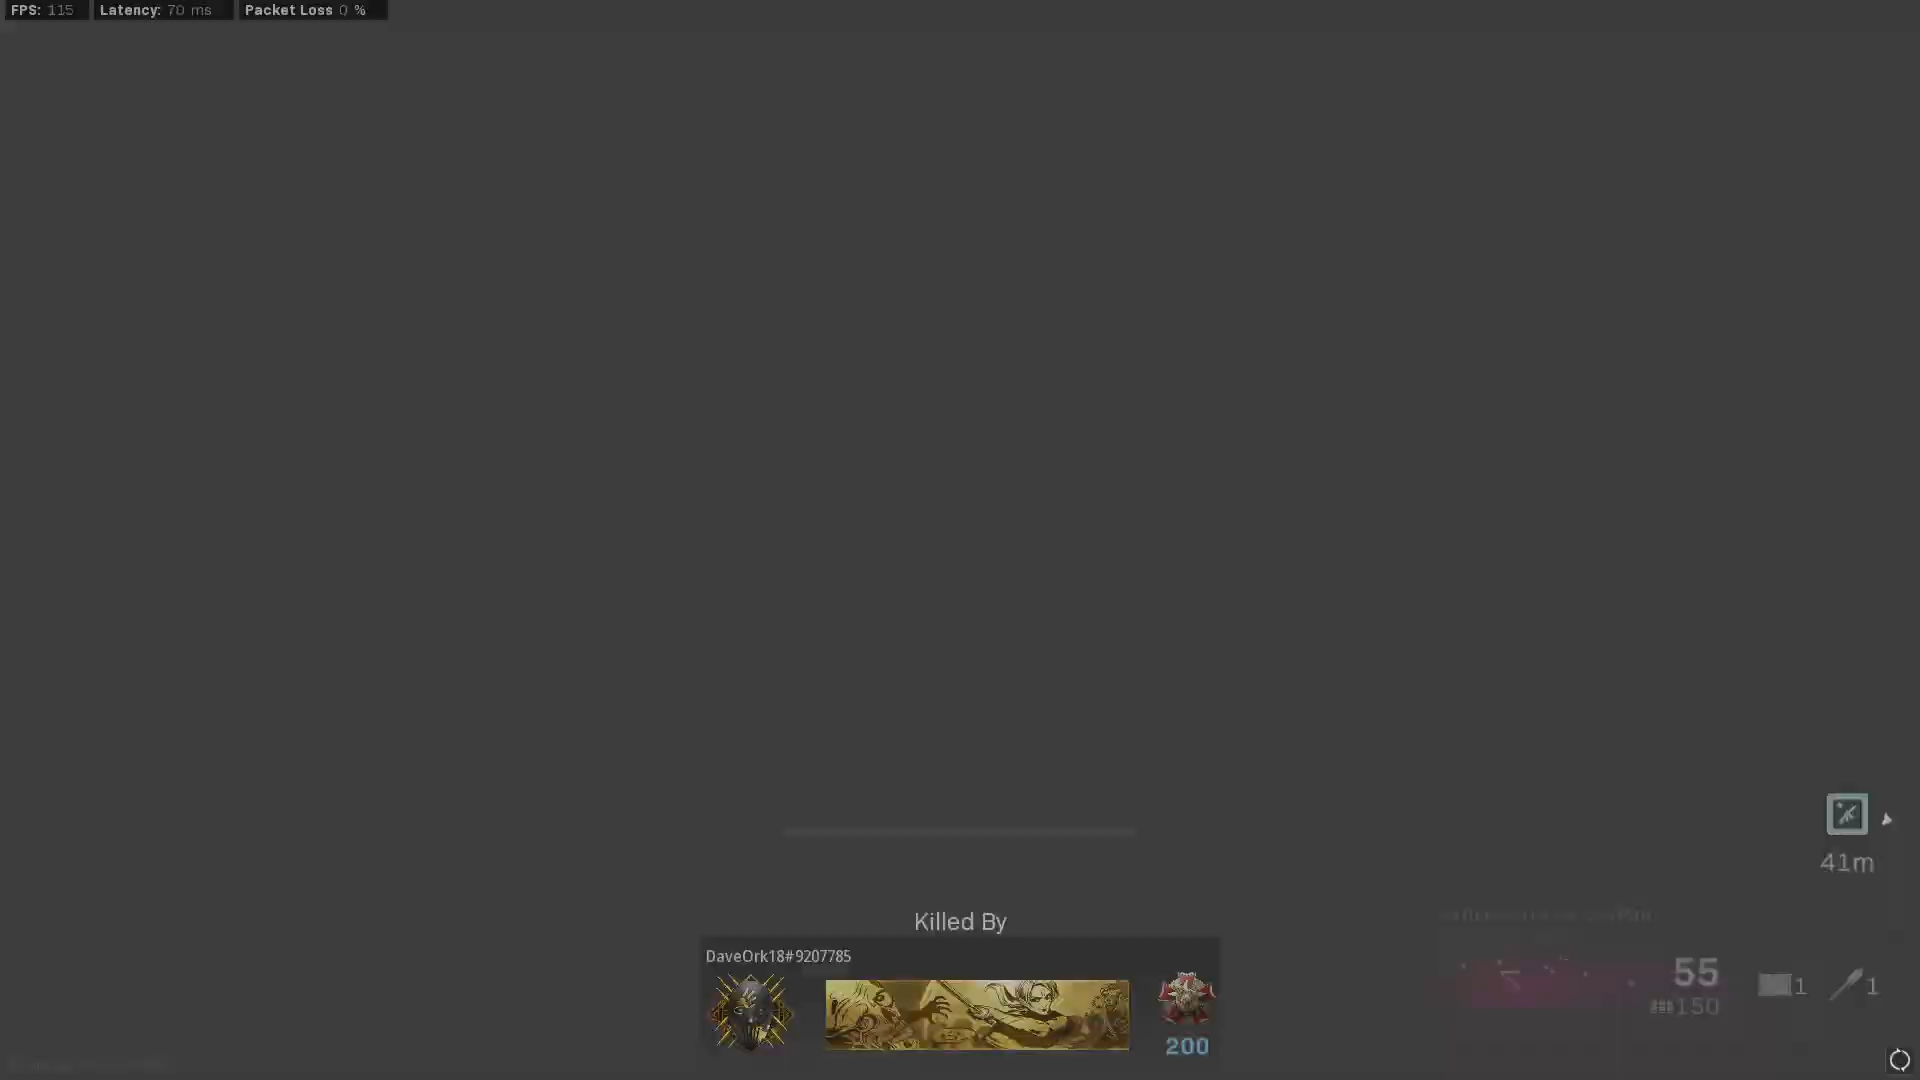 FPS: 115 Latency: 70 ms Packet Loss 0 %
41m
Killed By
DaveOrk18#9207785
55
150
1
1
200